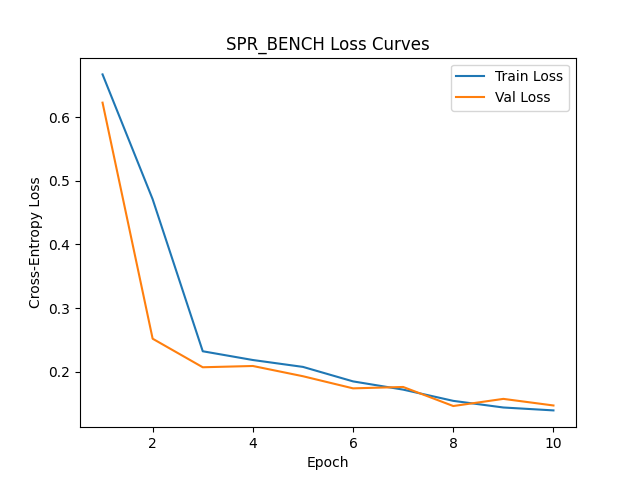 SPR_BENCH Loss Curves
Train Loss
Val Loss
Cross-Entropy Loss
0.6
0.5
0.4
0.3
0.2
2 4 6 8 10
Epoch